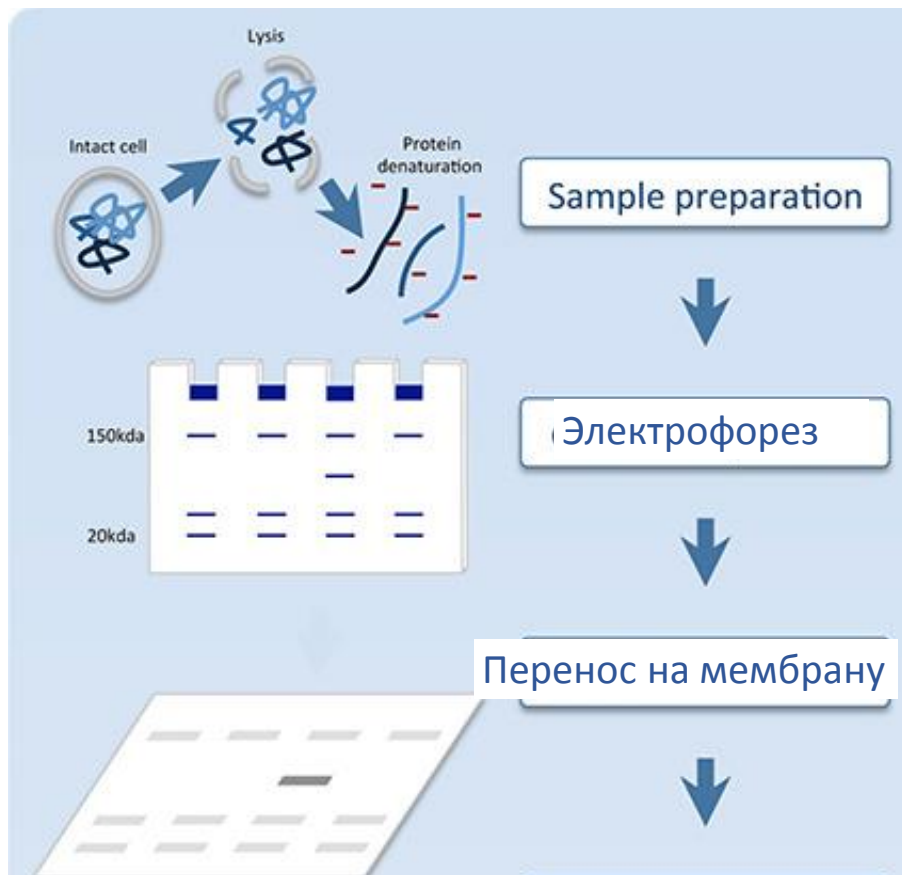 Lysis
Intact cell
Protein
denaturation
Sample preparation
150kda
Электрофорез
20kda
Перенос на мембрану